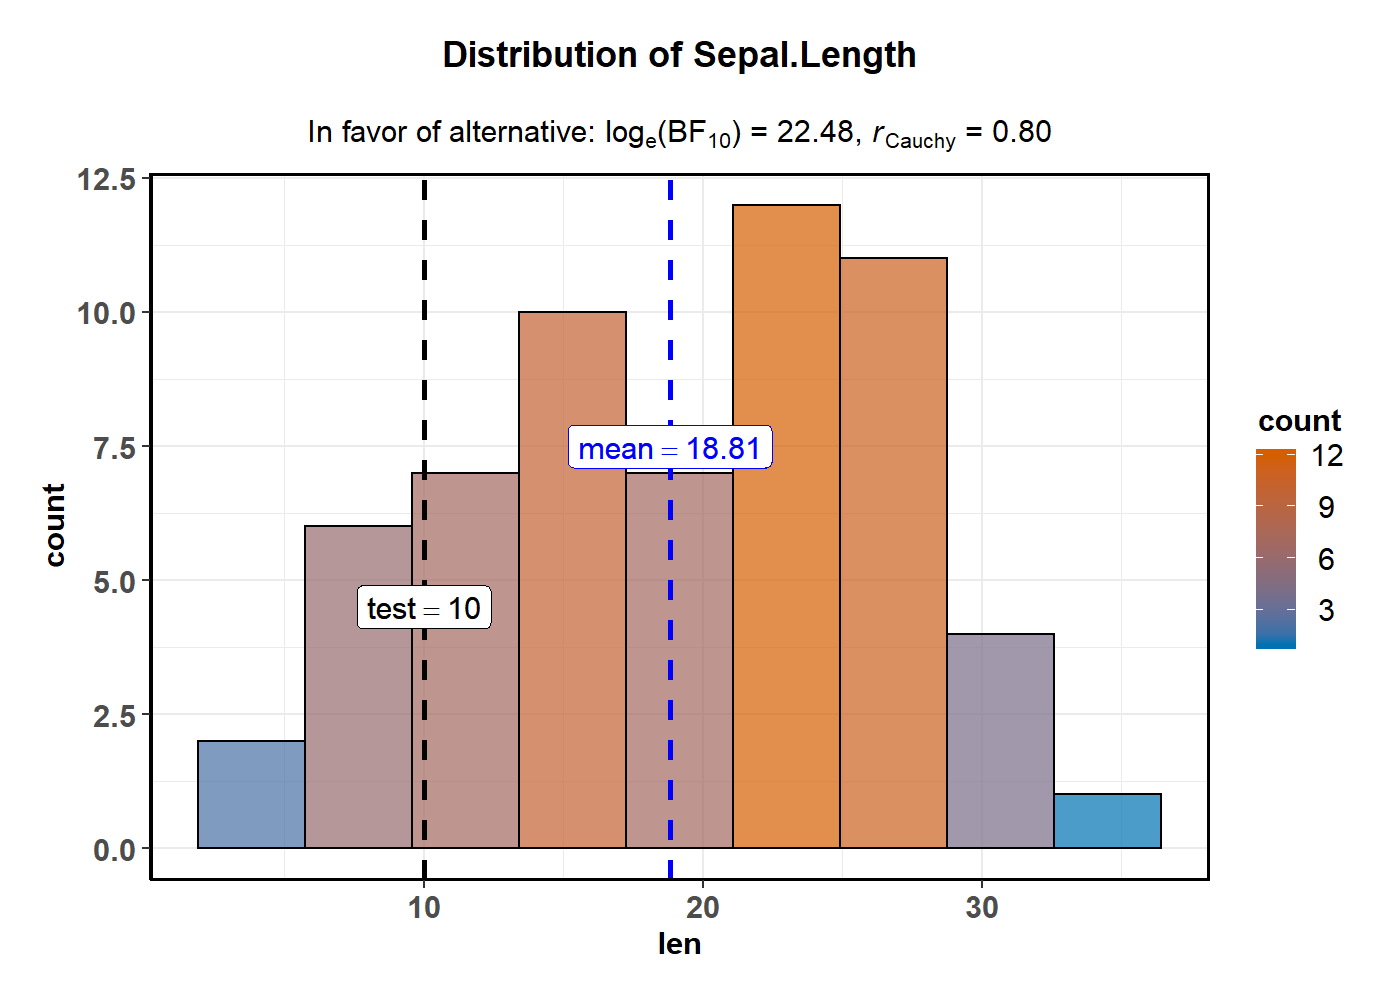 Distribution of Sepal.Length
In favor of alternative: logₑ(BF₁₀) = 22.48, r_Cauchy = 0.80
12.5
10.0
7.5
5.0
2.5
0.0
count
mean = 18.81
test = 10
10
20
30
len
count
12
9
6
3